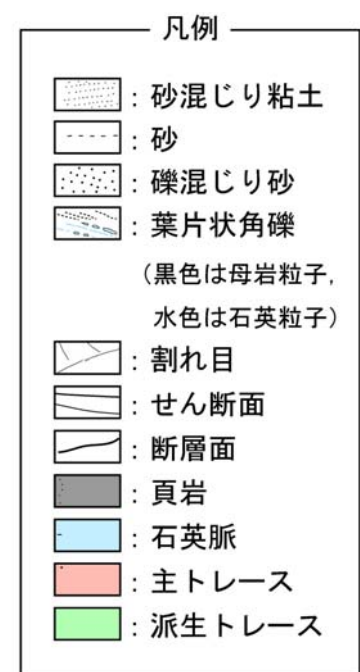 凡例
：砂混じり粘土
：砂
：礫混じり砂
：葉片状角礫
（黒色は母岩粒子，
水色は石英粒子）
：割れ目
：せん断面
：断層面
：頁岩
：石英脈
：主トレース
：派生トレース